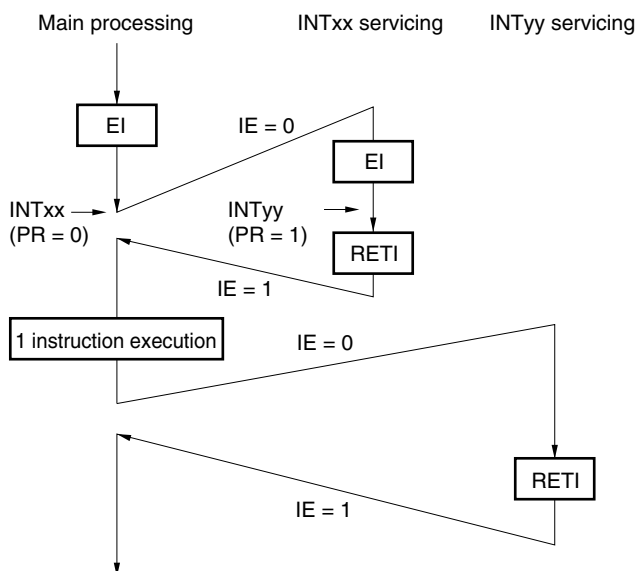 Main processing
INTxx servicing
INTyy servicing
EI
IE = 0
EI
INTxx
(PR = 0)
INTyy
(PR = 1)
RETI
IE = 1
1 instruction execution
IE = 0
RETI
IE = 1